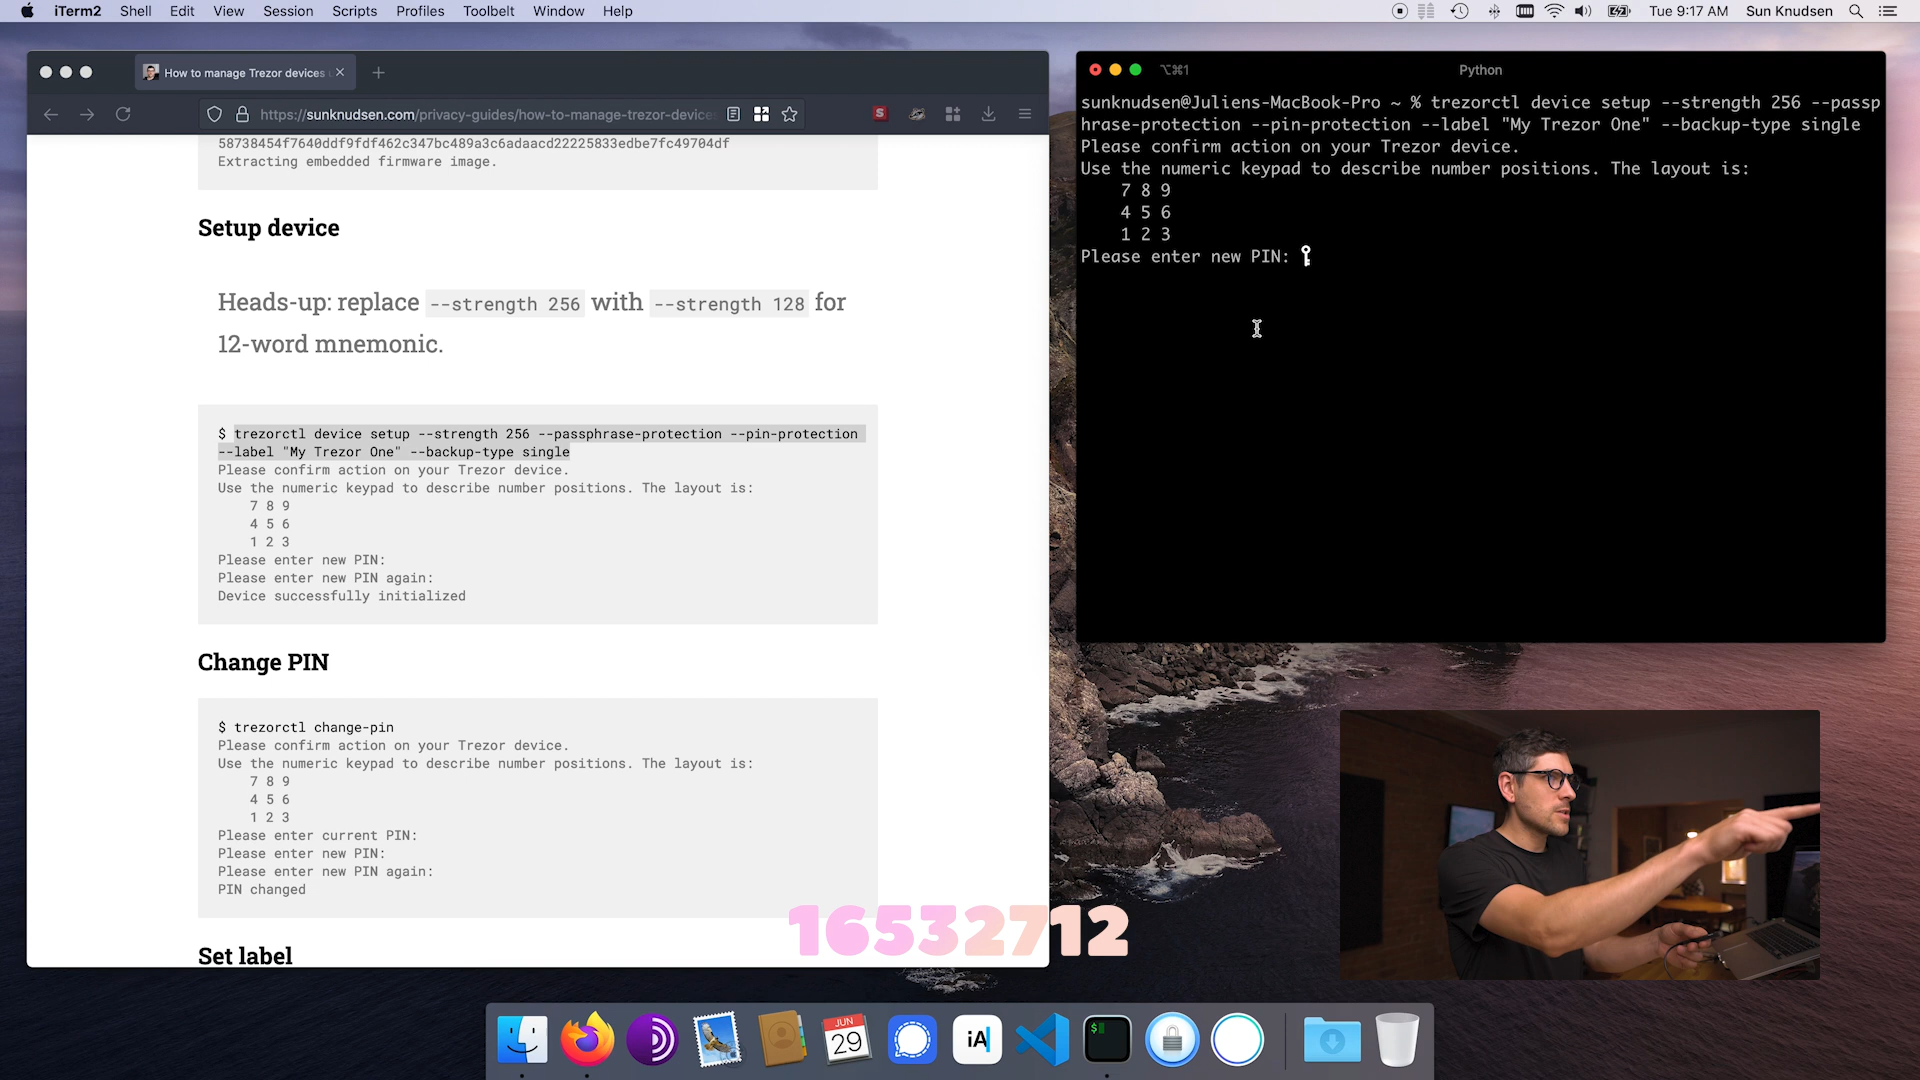 iTerm2 Shell Edit View Session Scripts Profiles Toolbelt Window Help Tue 9:17 AM Sun Knudsen
How to manage Trezor devices
https://sunknudsen.com/privacy-guides/how-to-manage-trezor-device
58738454f7640ddf9fdf462c347bc489a3c6adaacd22225833edbe7fc49704df
Extracting embedded firmware image.
Setup device
Heads-up: replace --strength 256 with --strength 128 for
12-word mnemonic.
$ trezorctl device setup --strength 256 --passphrase-protection --pin-protection
--label "My Trezor One" --backup-type single
Please confirm action on your Trezor device.
Use the numeric keypad to describe number positions. The layout is:
7 8 9
4 5 6
1 2 3
Please enter new PIN:
Please enter new PIN again:
Device successfully initialized
Change PIN
$ trezorctl change-pin
Please confirm action on your Trezor device.
Use the numeric keypad to describe number positions. The layout is:
7 8 9
4 5 6
1 2 3
Please enter current PIN:
Please enter new PIN:
Please enter new PIN again:
PIN changed
Set label
⌥⌘1 Python
sunknudsen@Juliens-MacBook-Pro ~ % trezorctl device setup --strength 256 --passp
hrase-protection --pin-protection --label "My Trezor One" --backup-type single
Please confirm action on your Trezor device.
Use the numeric keypad to describe number positions. The layout is:
7 8 9
4 5 6
1 2 3
Please enter new PIN:
16532712
JUN
29
iA
$
S